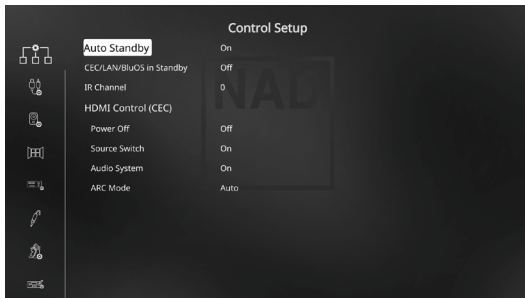 Control Setup
Auto Standby On
CEC/LAN/BluOS in Standby Off
IR Channel 0
HDMI Control (CEC)
Power Off Off
Source Switch On
Audio System On
ARC Mode Auto
NAD